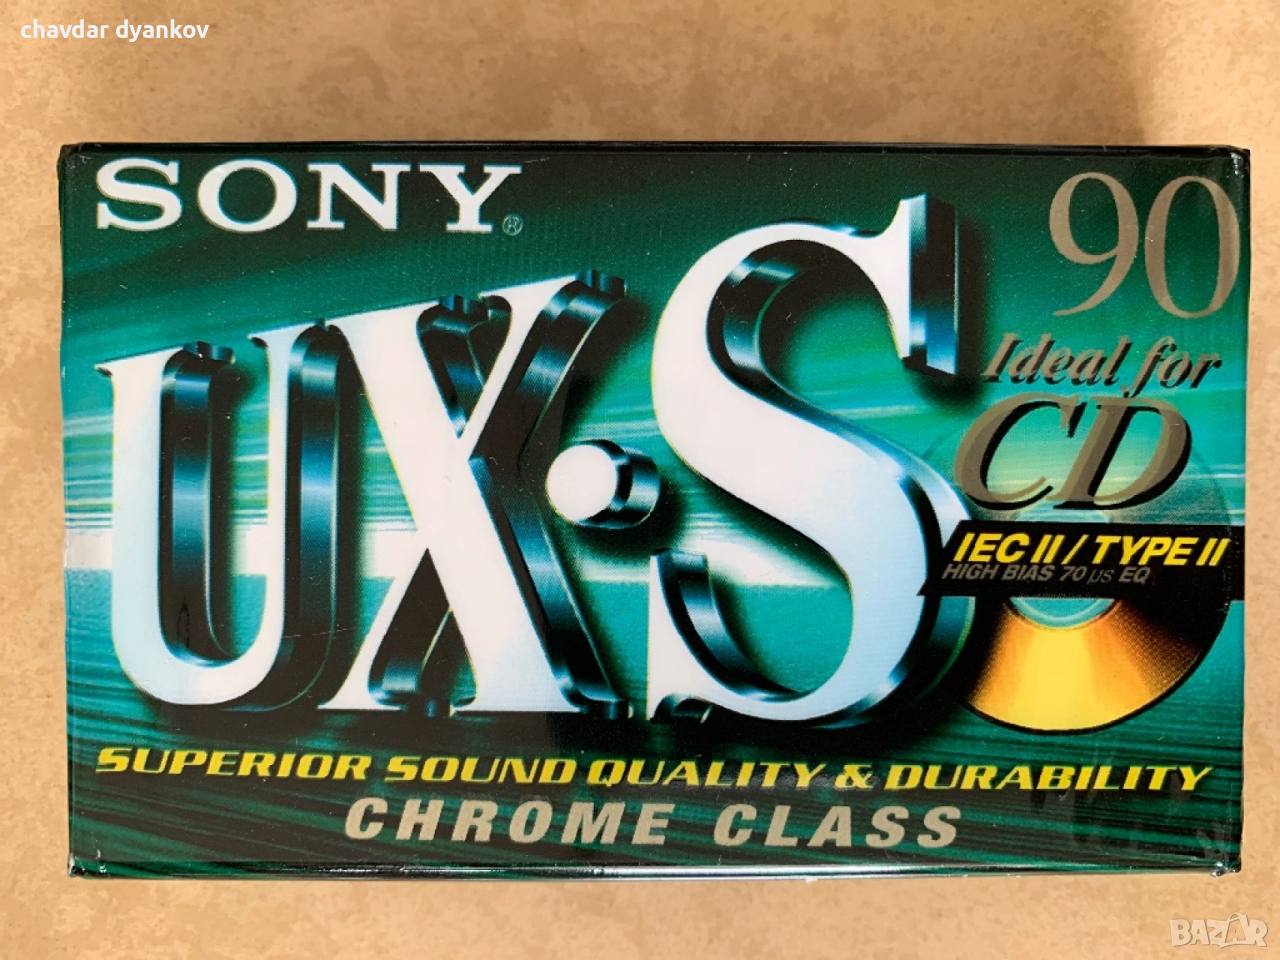 chavdar dyankov
SONY®
90
UX·S
Ideal for
CD
IEC II / TYPE II
HIGH BIAS 70 µs EQ
SUPERIOR SOUND QUALITY & DURABILITY
CHROME CLASS
BAZAR